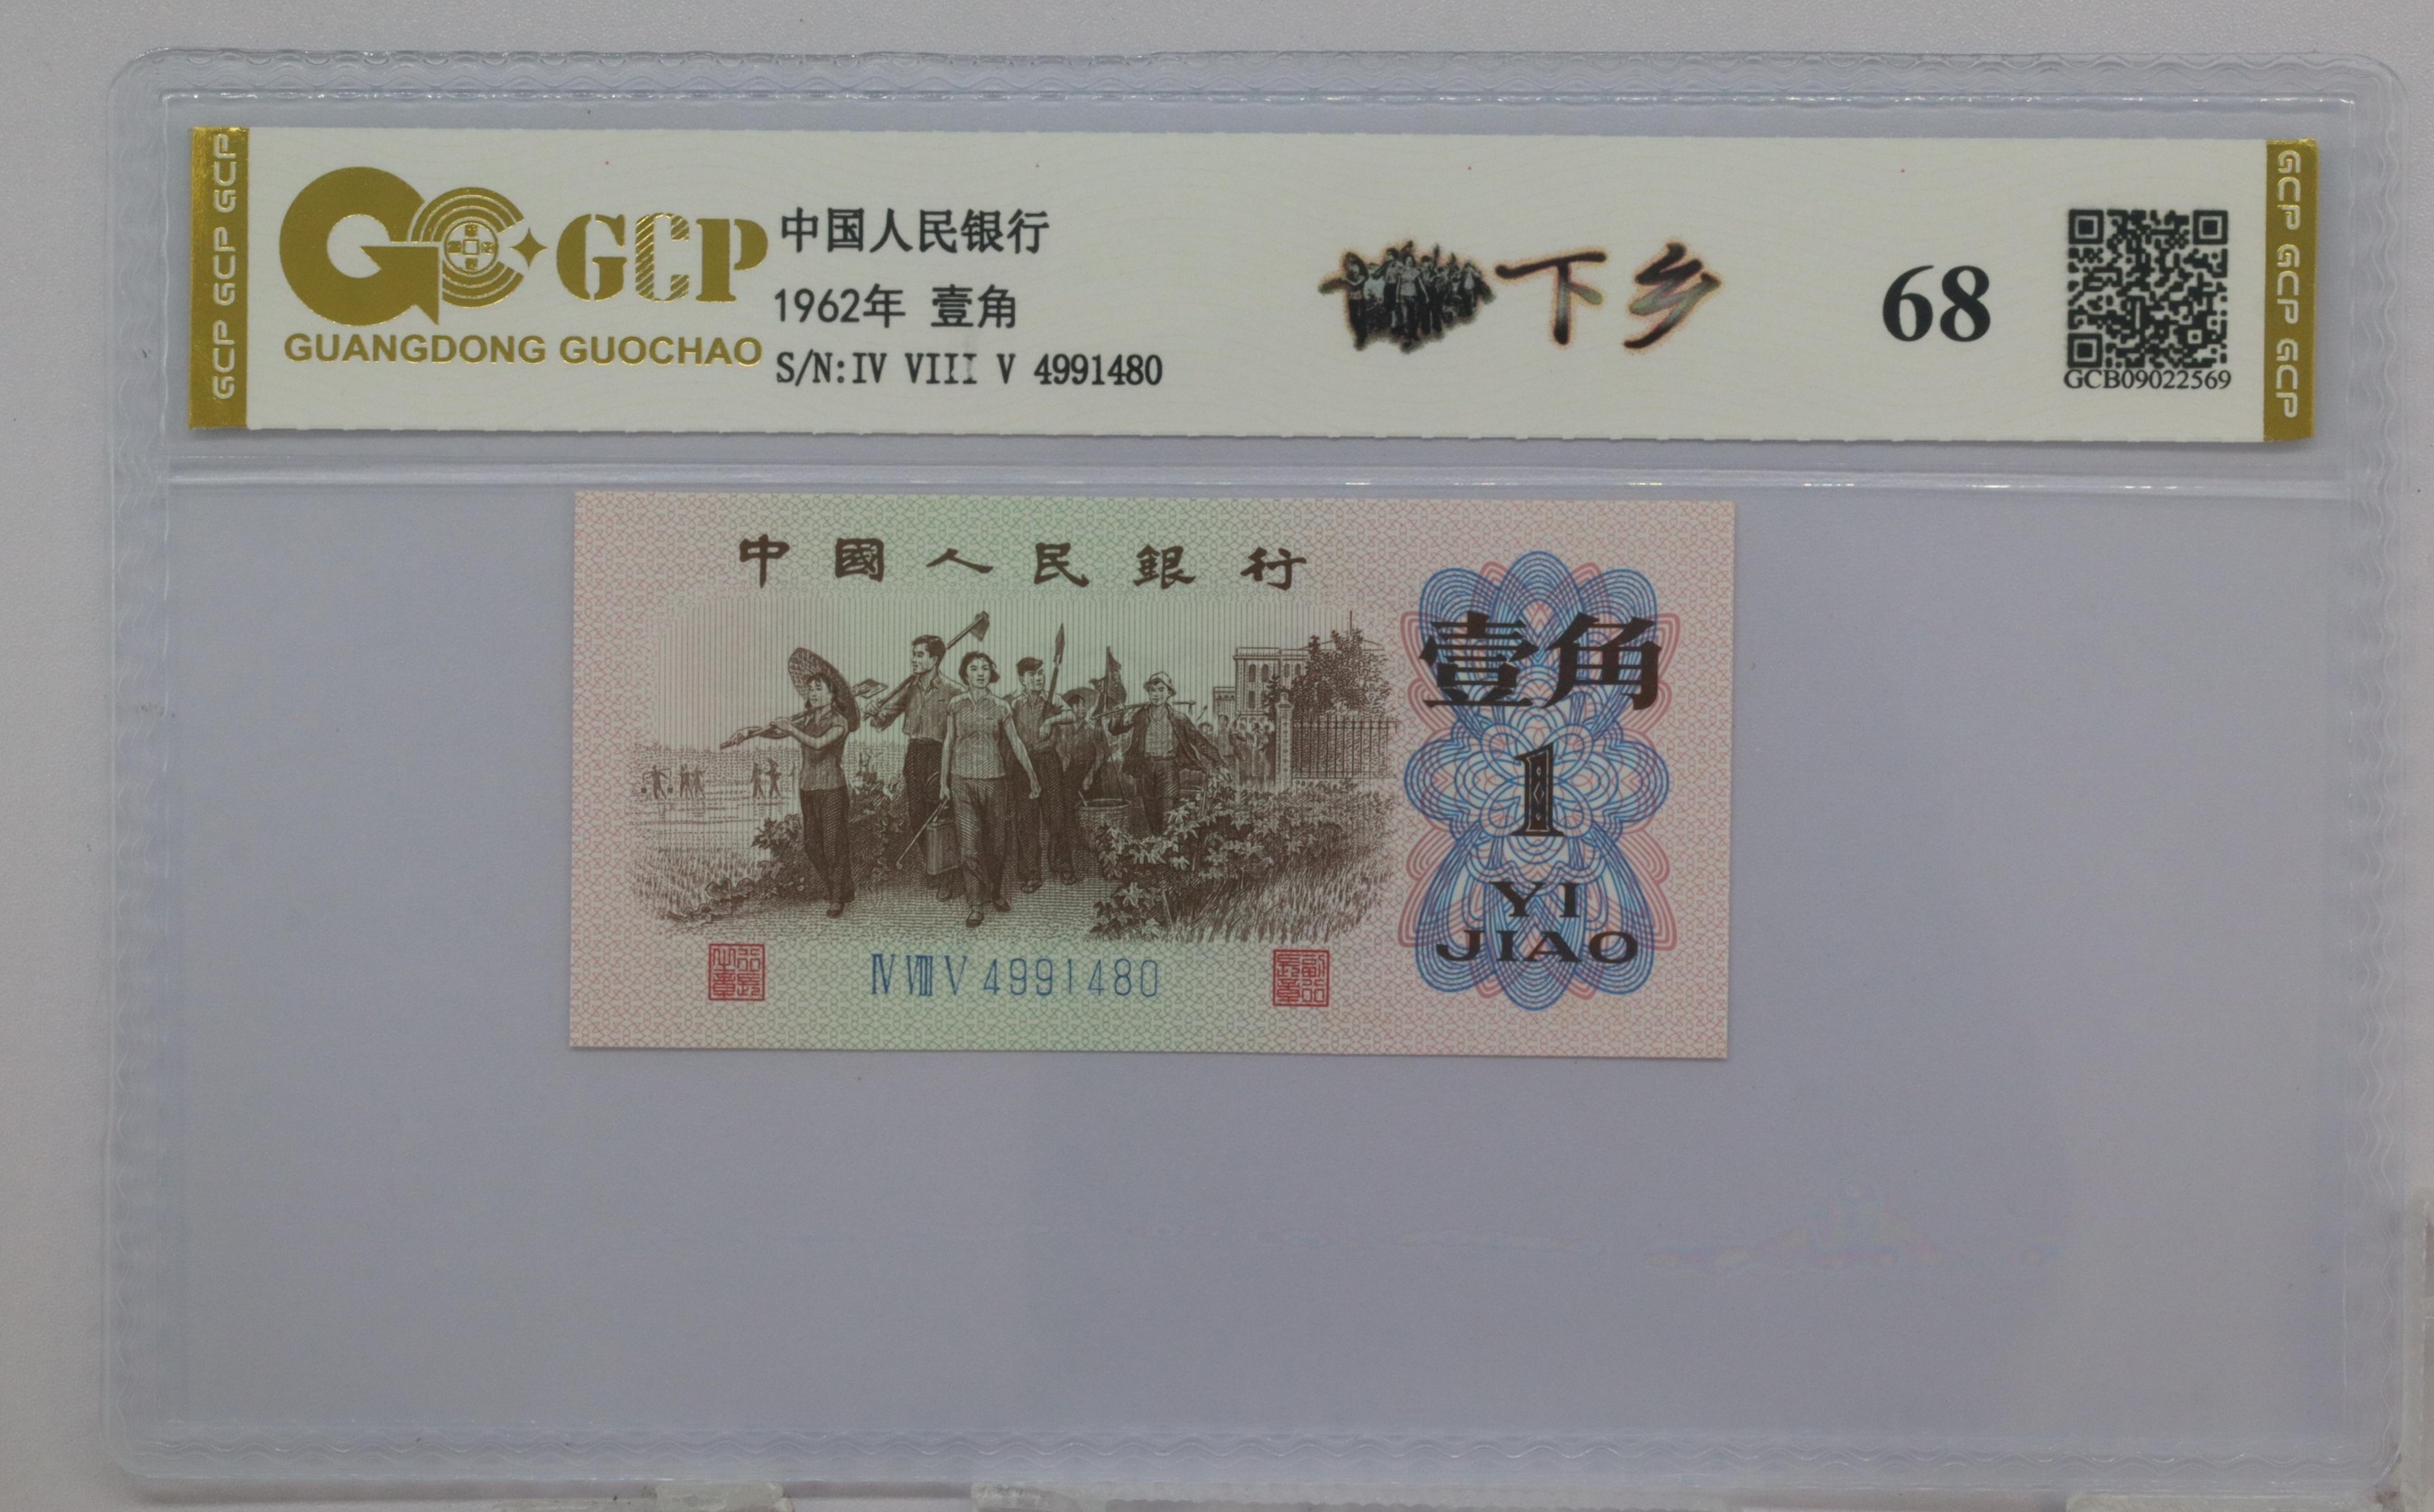 GCP GCP GCP
GCP
GUANGDONG GUOCHAO
中国人民银行
1962年 壹角
S/N:IV VIII V 4991480
下乡
68
GCB09022569
GCP GCP GCP
中國人民銀行
壹角
1
YI
JIAO
Ⅳ Ⅷ Ⅴ 4991480